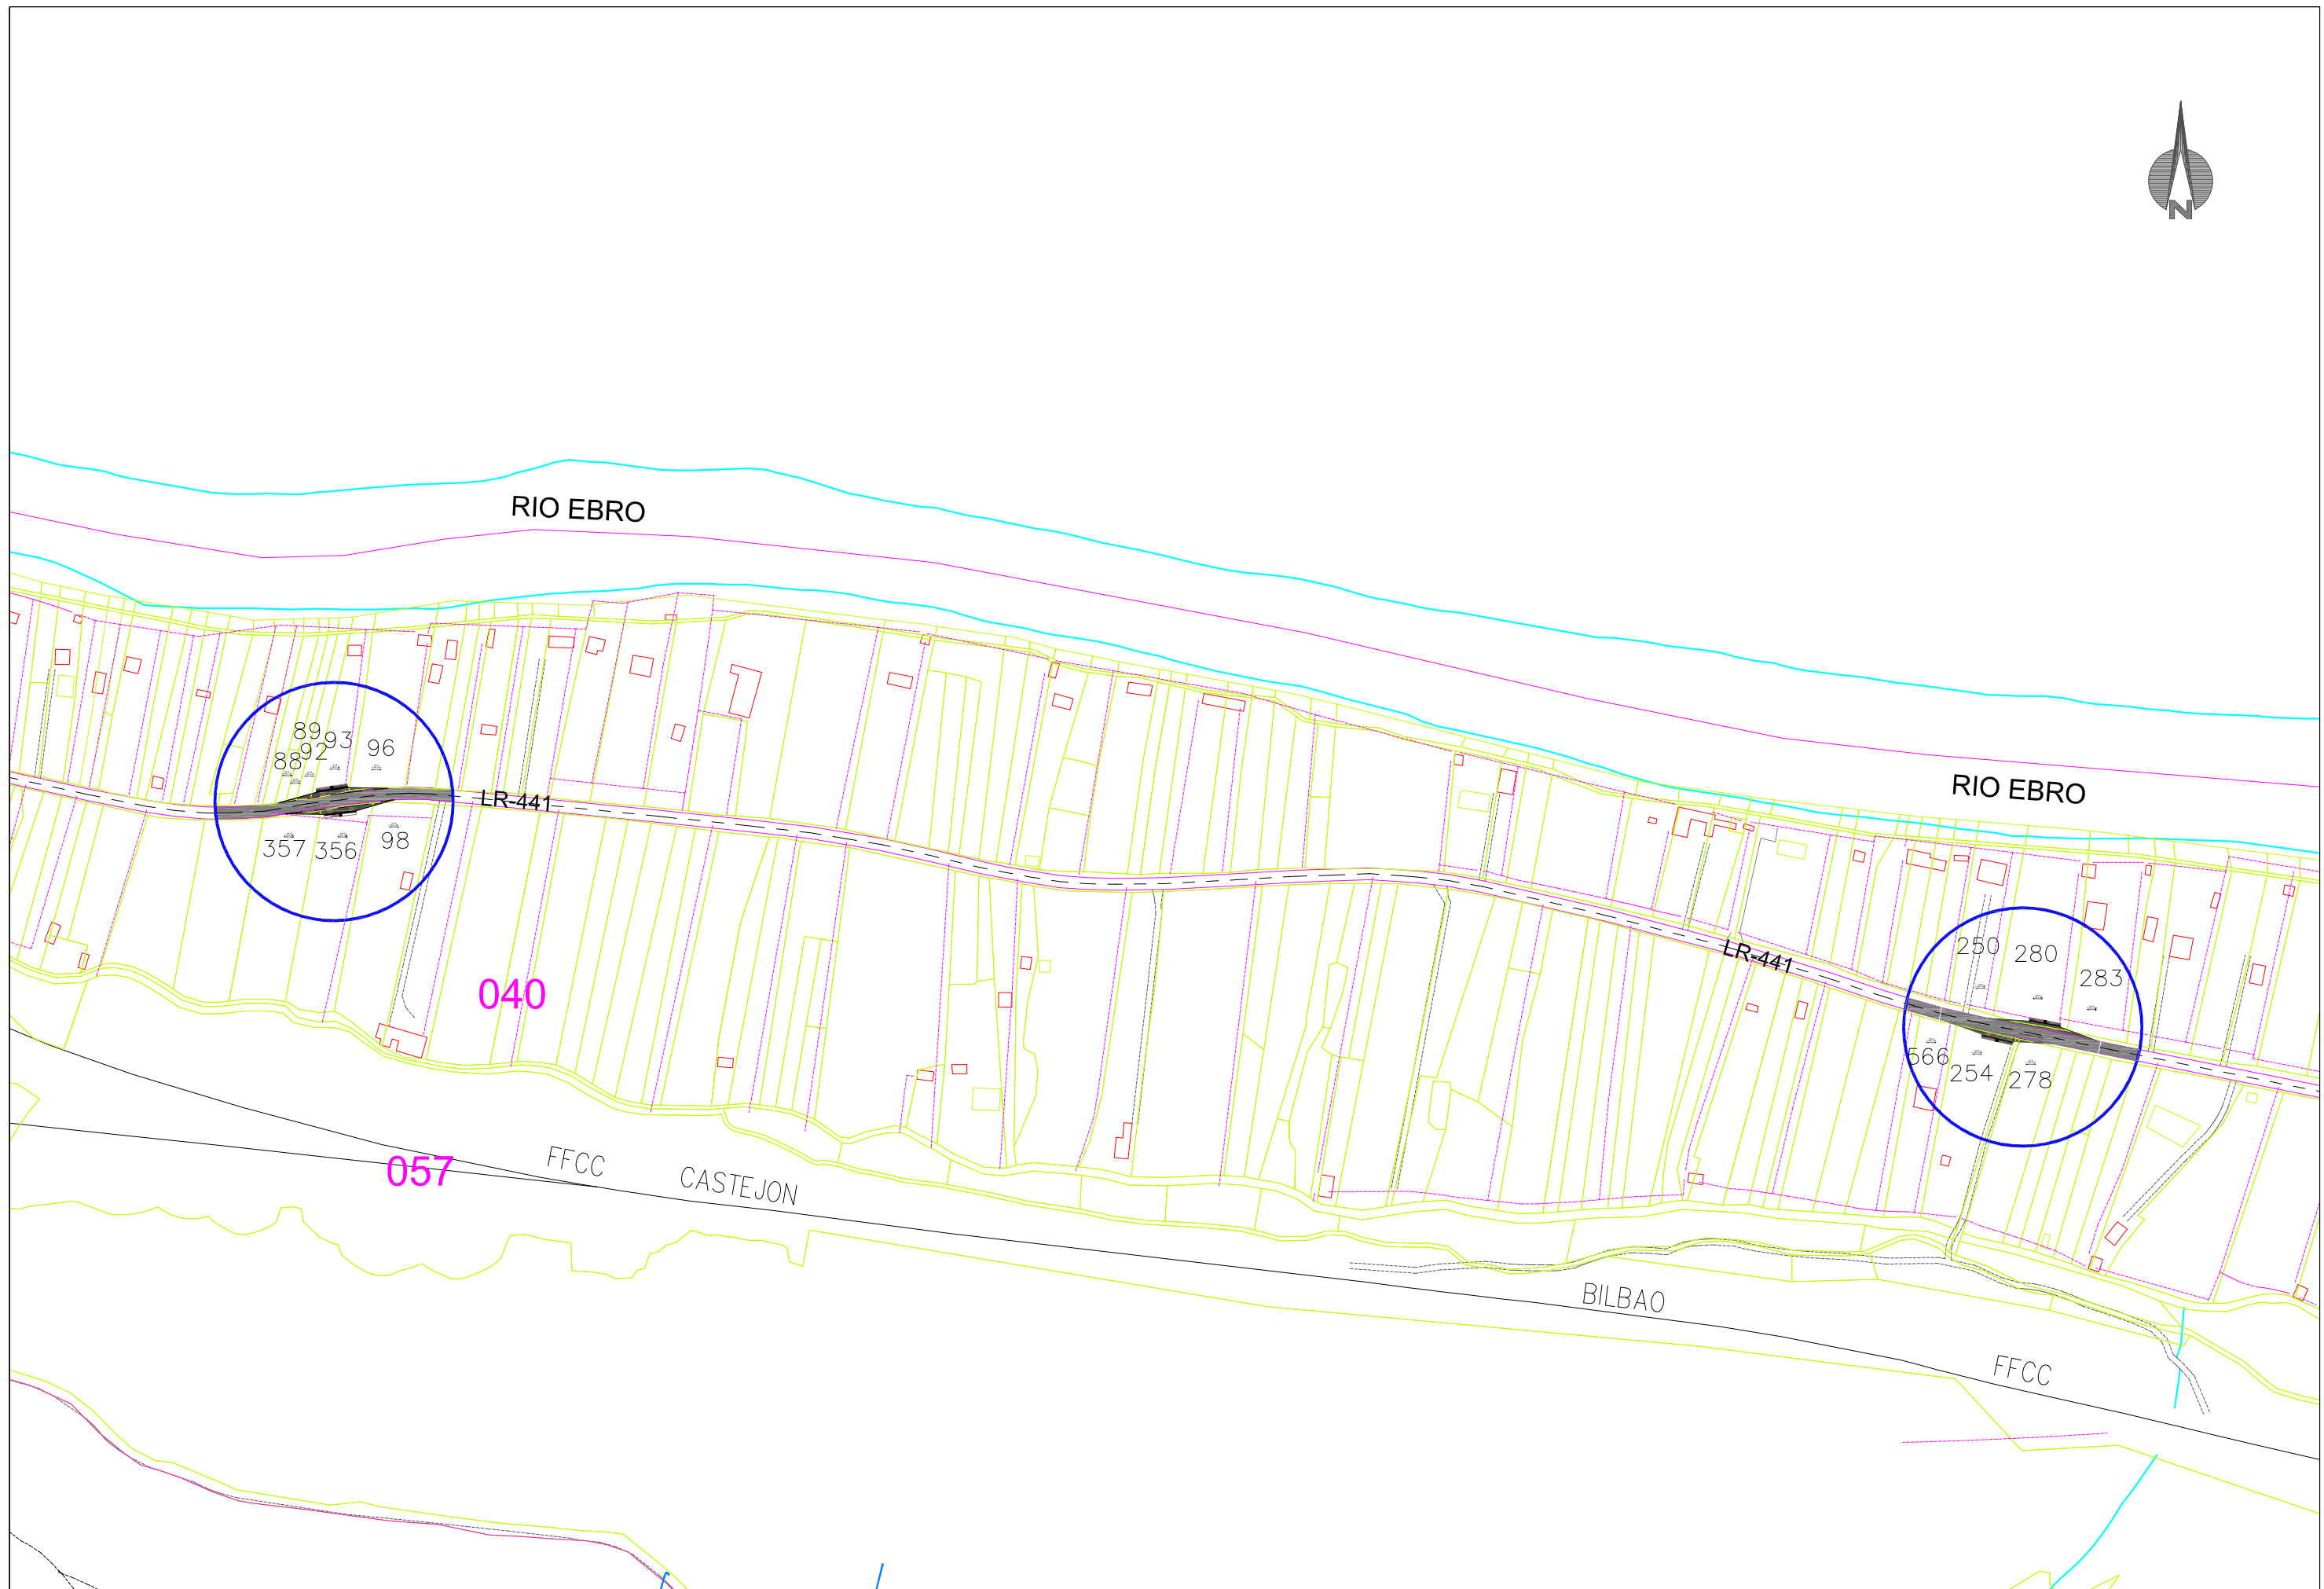 N
RIO EBRO
RIO EBRO
89 93 96
88 92
LR-441
357 356 98
LR-441
250 280 283
566 254 278
040
057
FFCC CASTEJON
BILBAO
FFCC